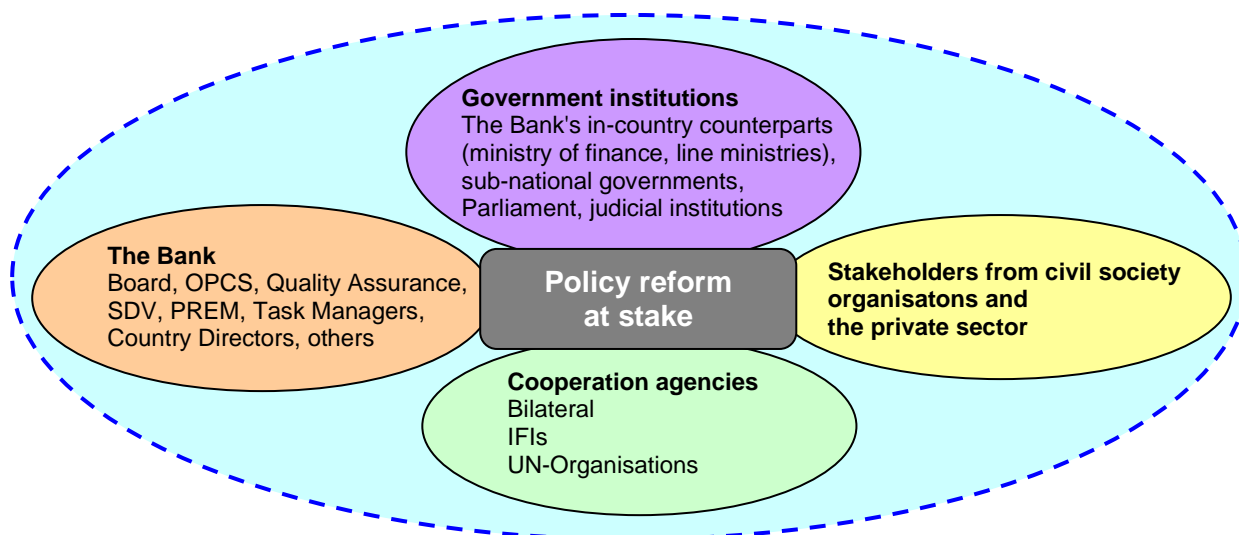 Government institutions
The Bank's in-country counterparts
(ministry of finance, line ministries),
sub-national governments,
Parliament, judicial institutions
The Bank
Board, OPCS, Quality Assurance,
SDV, PREM, Task Managers,
Country Directors, others
Policy reform
at stake
Stakeholders from civil society
organisatons and
the private sector
Cooperation agencies
Bilateral
IFIs
UN-Organisations